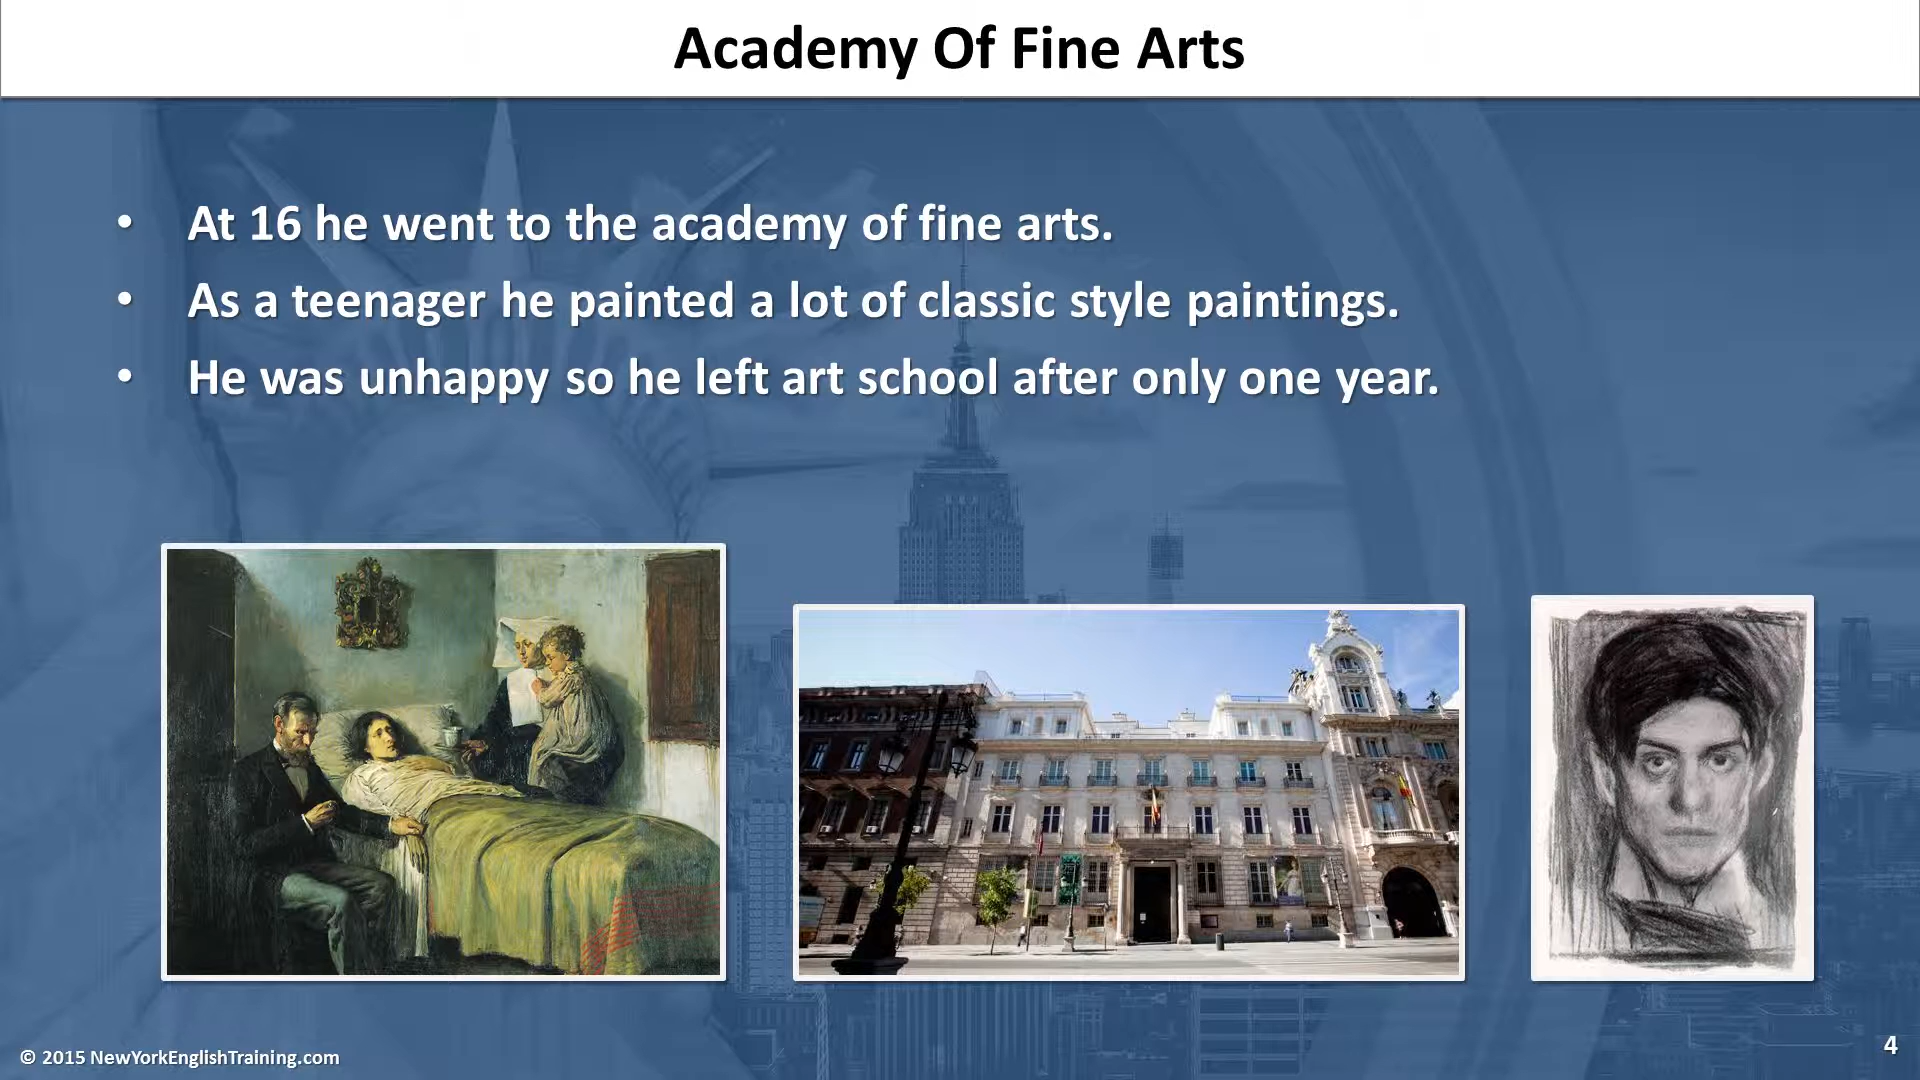 Academy Of Fine Arts
• At 16 he went to the academy of fine arts.
• As a teenager he painted a lot of classic style paintings.
• He was unhappy so he left art school after only one year.
© 2015 NewYorkEnglishTraining.com
4